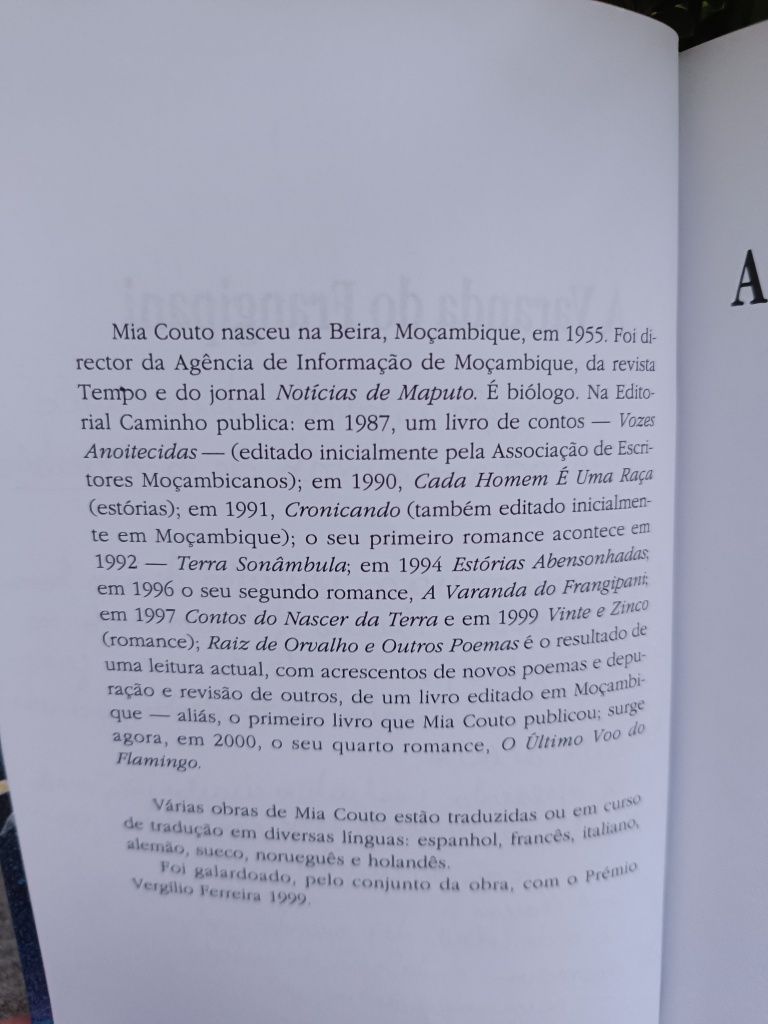 Mia Couto nasceu na Beira, Moçambique, em 1955. Foi di-
rector da Agência de Informação de Moçambique, da revista
Tempo e do jornal Notícias de Maputo. É biólogo. Na Edito-
rial Caminho publica: em 1987, um livro de contos — Vozes
Anoitecidas — (editado inicialmente pela Associação de Escri-
tores Moçambicanos); em 1990, Cada Homem É Uma Raça
(estórias); em 1991, Cronicando (também editado inicialmen-
te em Moçambique); o seu primeiro romance acontece em
1992 — Terra Sonâmbula; em 1994 Estórias Abensonhadas;
em 1996 o seu segundo romance, A Varanda do Frangipani;
em 1997 Contos do Nascer da Terra e em 1999 Vinte e Zinco
(romance); Raiz de Orvalho e Outros Poemas é o resultado de
uma leitura actual, com acrescentos de novos poemas e depu-
ração e revisão de outros, de um livro editado em Moçambi-
que — aliás, o primeiro livro que Mia Couto publicou; surge
agora, em 2000, o seu quarto romance, O Último Voo do
Flamingo.
Várias obras de Mia Couto estão traduzidas ou em curso
de tradução em diversas línguas: espanhol, francês, italiano,
alemão, sueco, norueguês e holandês.
Foi galardoado, pelo conjunto da obra, com o Prémio
Vergílio Ferreira 1999.
A